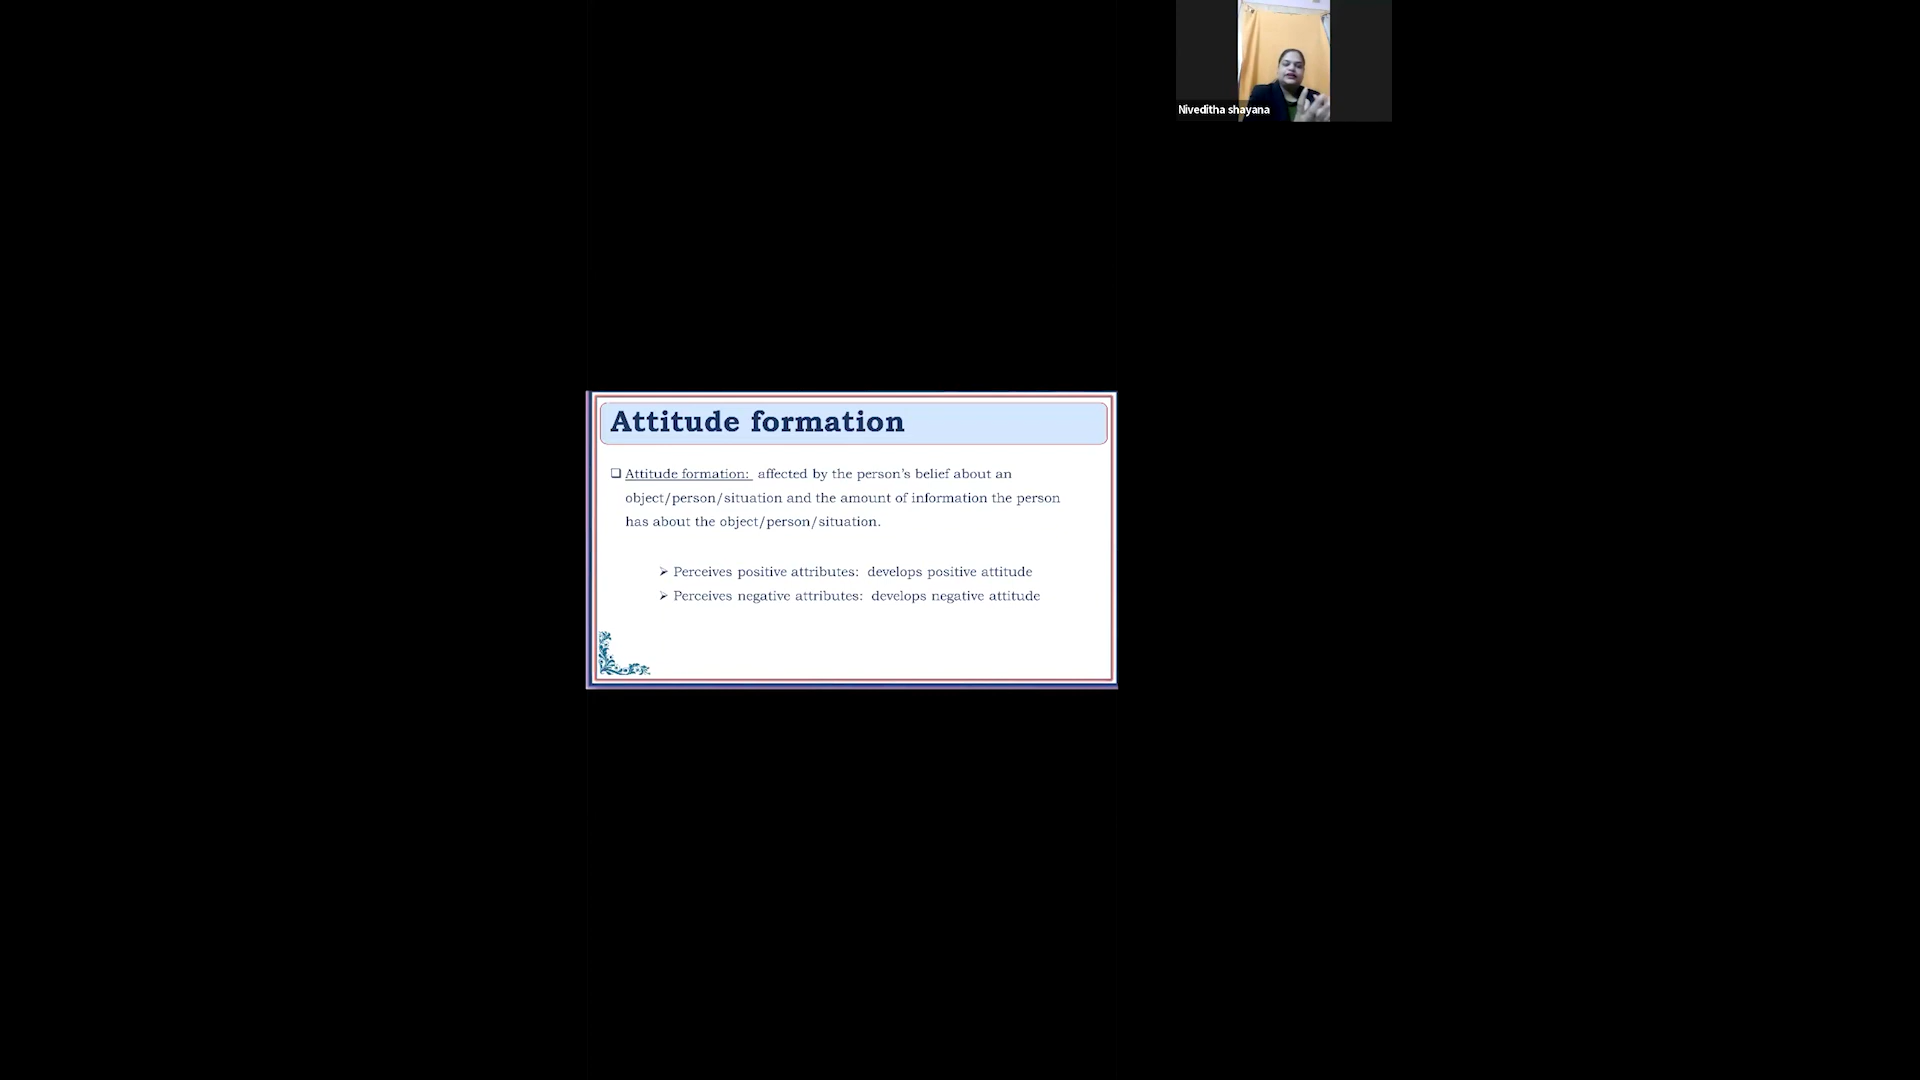 Niveditha shayana
Attitude formation
❑ Attitude formation: affected by the person’s belief about an
object/person/situation and the amount of information the person
has about the object/person/situation.
➢ Perceives positive attributes: develops positive attitude
➢ Perceives negative attributes: develops negative attitude